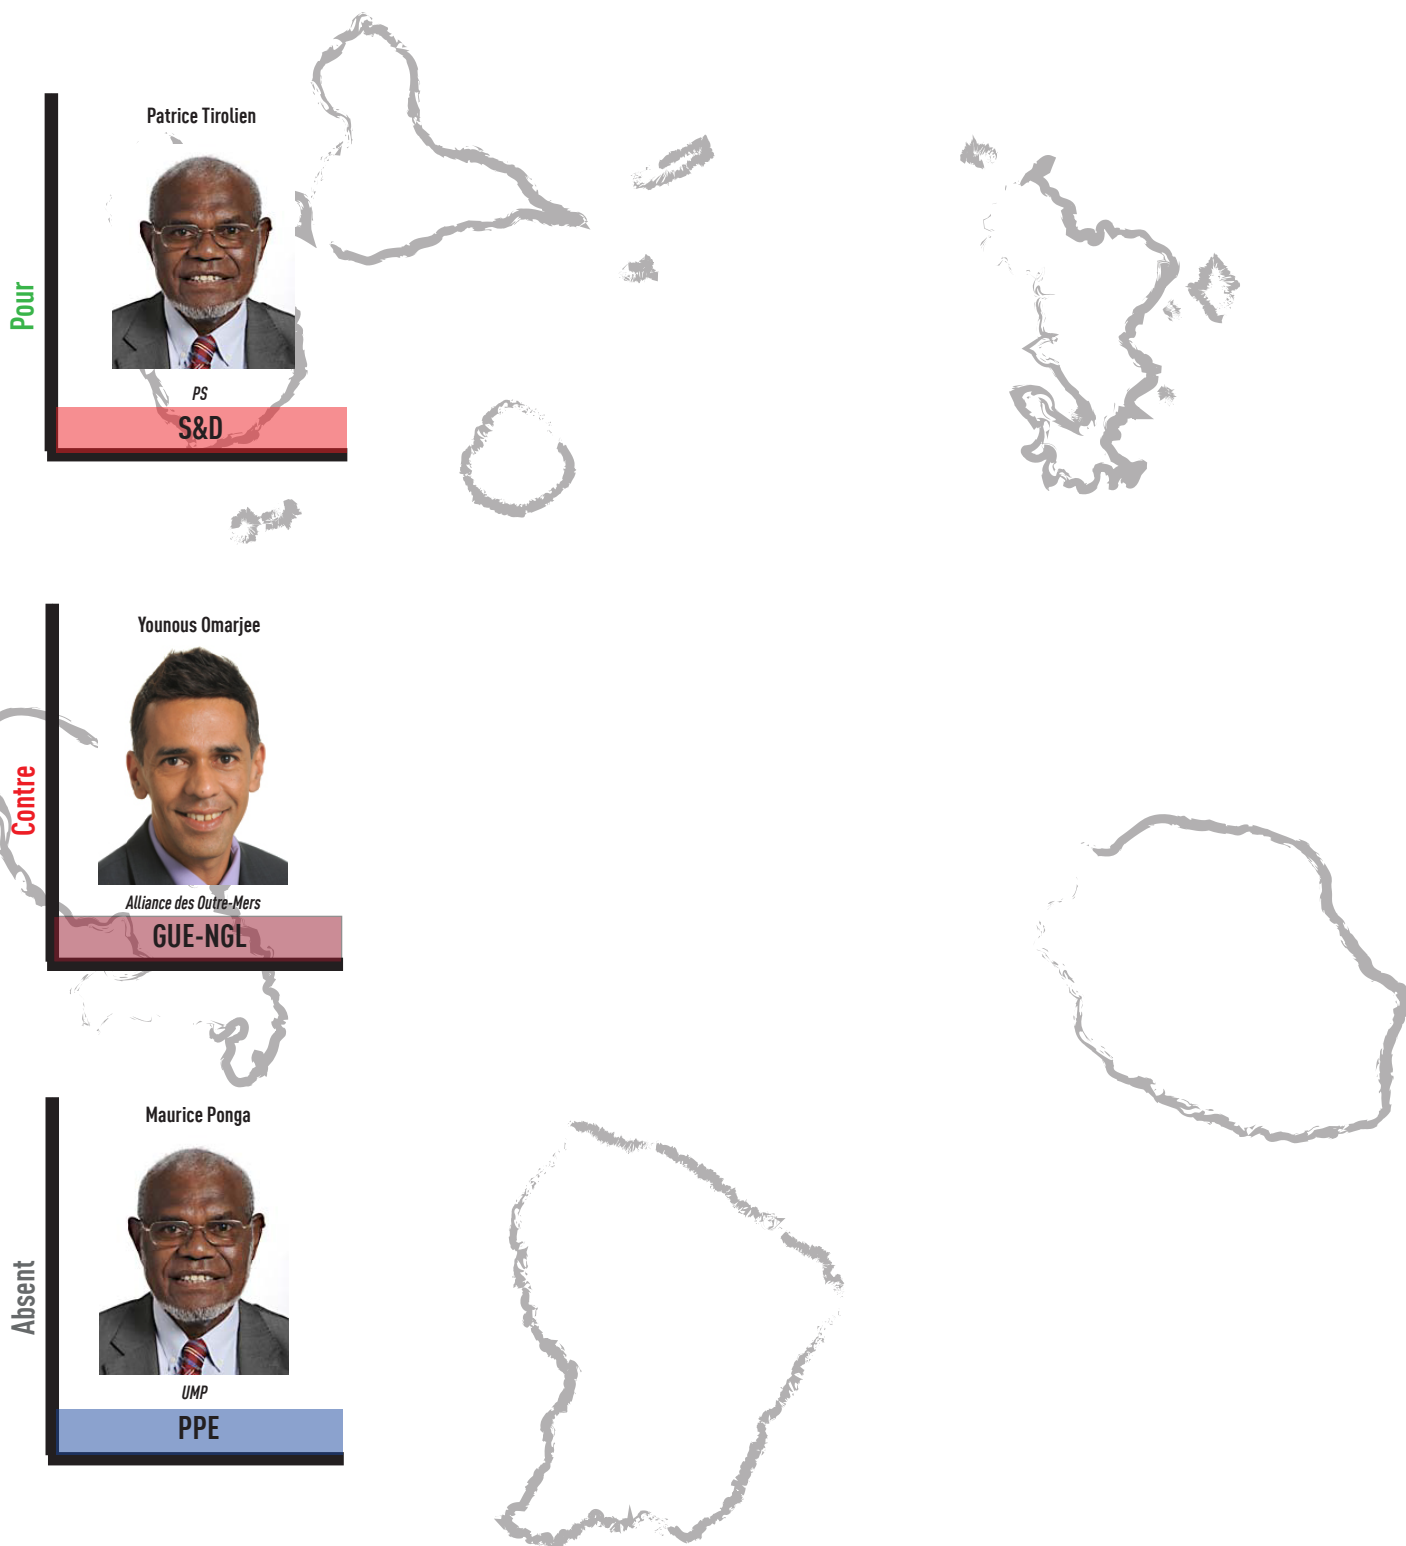 Pour
Patrice Tirolien
PS
S&D
Contre
Younous Omarjee
Alliance des Outre-Mers
GUE-NGL
Absent
Maurice Ponga
UMP
PPE